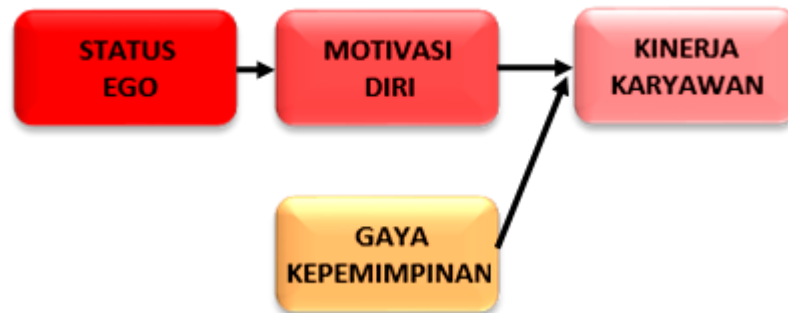 STATUS
EGO
MOTIVASI
DIRI
KINERJA
KARYAWAN
GAYA
KEPEMIMPINAN